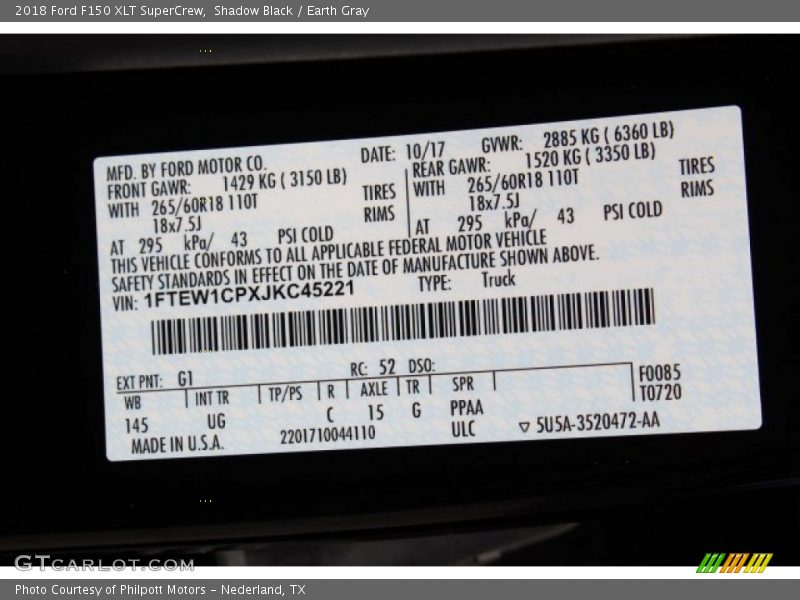 2018 Ford F150 XLT SuperCrew, Shadow Black / Earth Gray
MFD. BY FORD MOTOR CO. DATE: 10/17 GVWR: 2885 KG ( 6360 LB)
FRONT GAWR: 1429 KG ( 3150 LB) REAR GAWR: 1520 KG ( 3350 LB)
WITH 265/60R18 110T TIRES WITH 265/60R18 110T TIRES
18x7.5J RIMS 18x7.5J RIMS
AT 295 kPa/ 43 PSI COLD AT 295 kPa/ 43 PSI COLD
THIS VEHICLE CONFORMS TO ALL APPLICABLE FEDERAL MOTOR VEHICLE
SAFETY STANDARDS IN EFFECT ON THE DATE OF MANUFACTURE SHOWN ABOVE.
VIN: 1FTEW1CPXJKC45221 TYPE: Truck
EXT PNT: G1 RC: 52 DSO:
WB INT TR TP/PS R AXLE TR SPR F0085
T0720
145 UG C 15 G PPAA
MADE IN U.S.A. 2201710044110 ULC ▽ 5U5A-3520472-AA
GTCARLOT.COM
Photo Courtesy of Philpott Motors - Nederland, TX